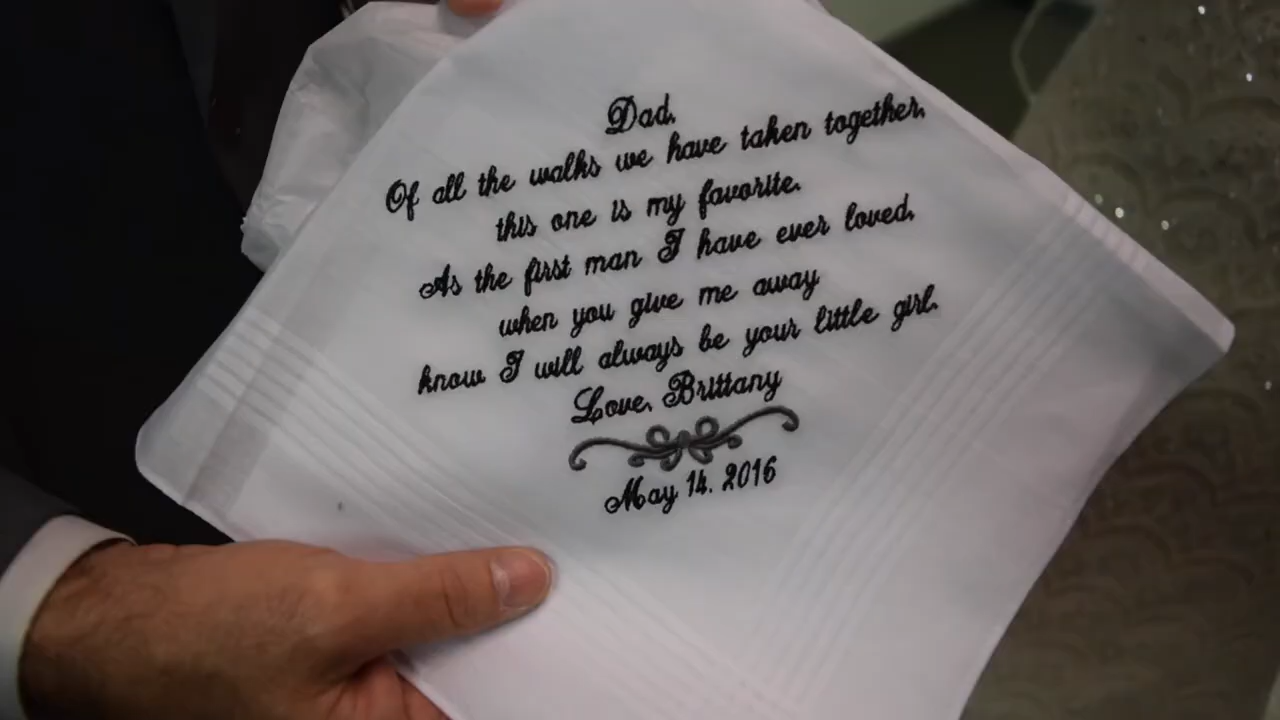 Dad,
Of all the walks we have taken together,
this one is my favorite.
As the first man I have ever loved,
when you give me away
know I will always be your little girl.
Love, Brittany
May 14, 2016